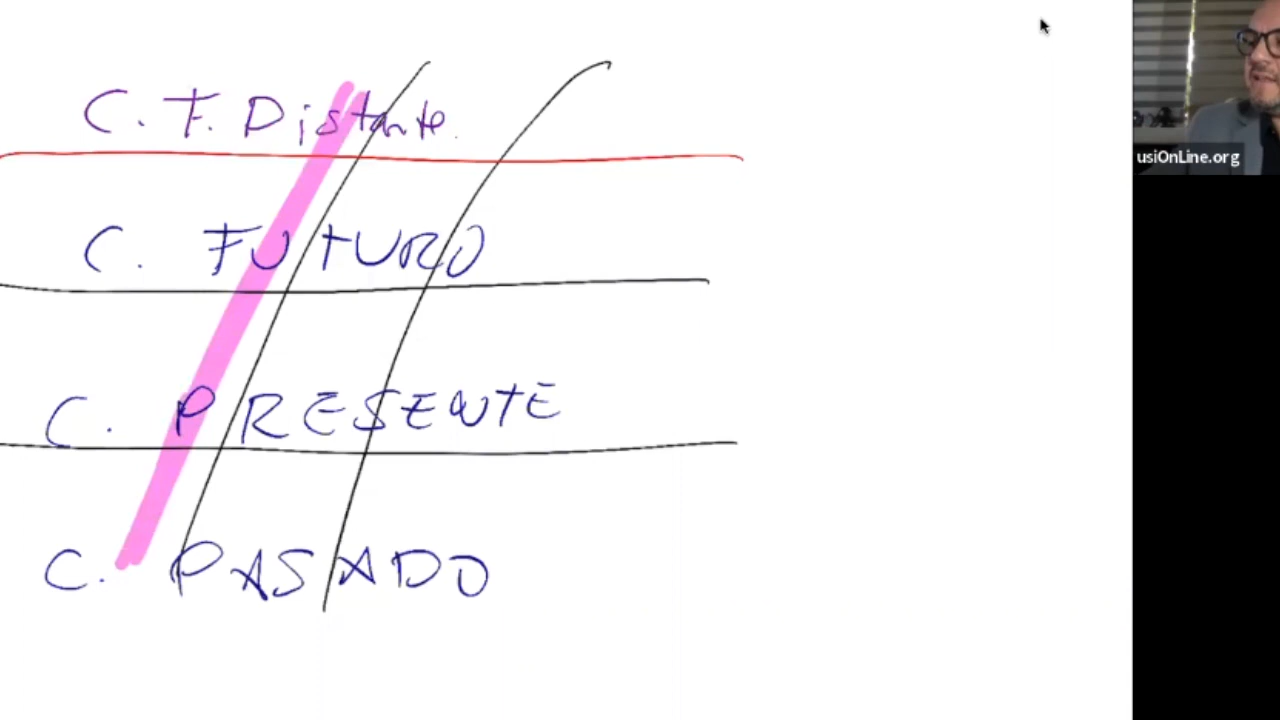 C. F. Distante.
usiOnLine.org
C. FUTURO
C. PRESENTE
C. PASADO